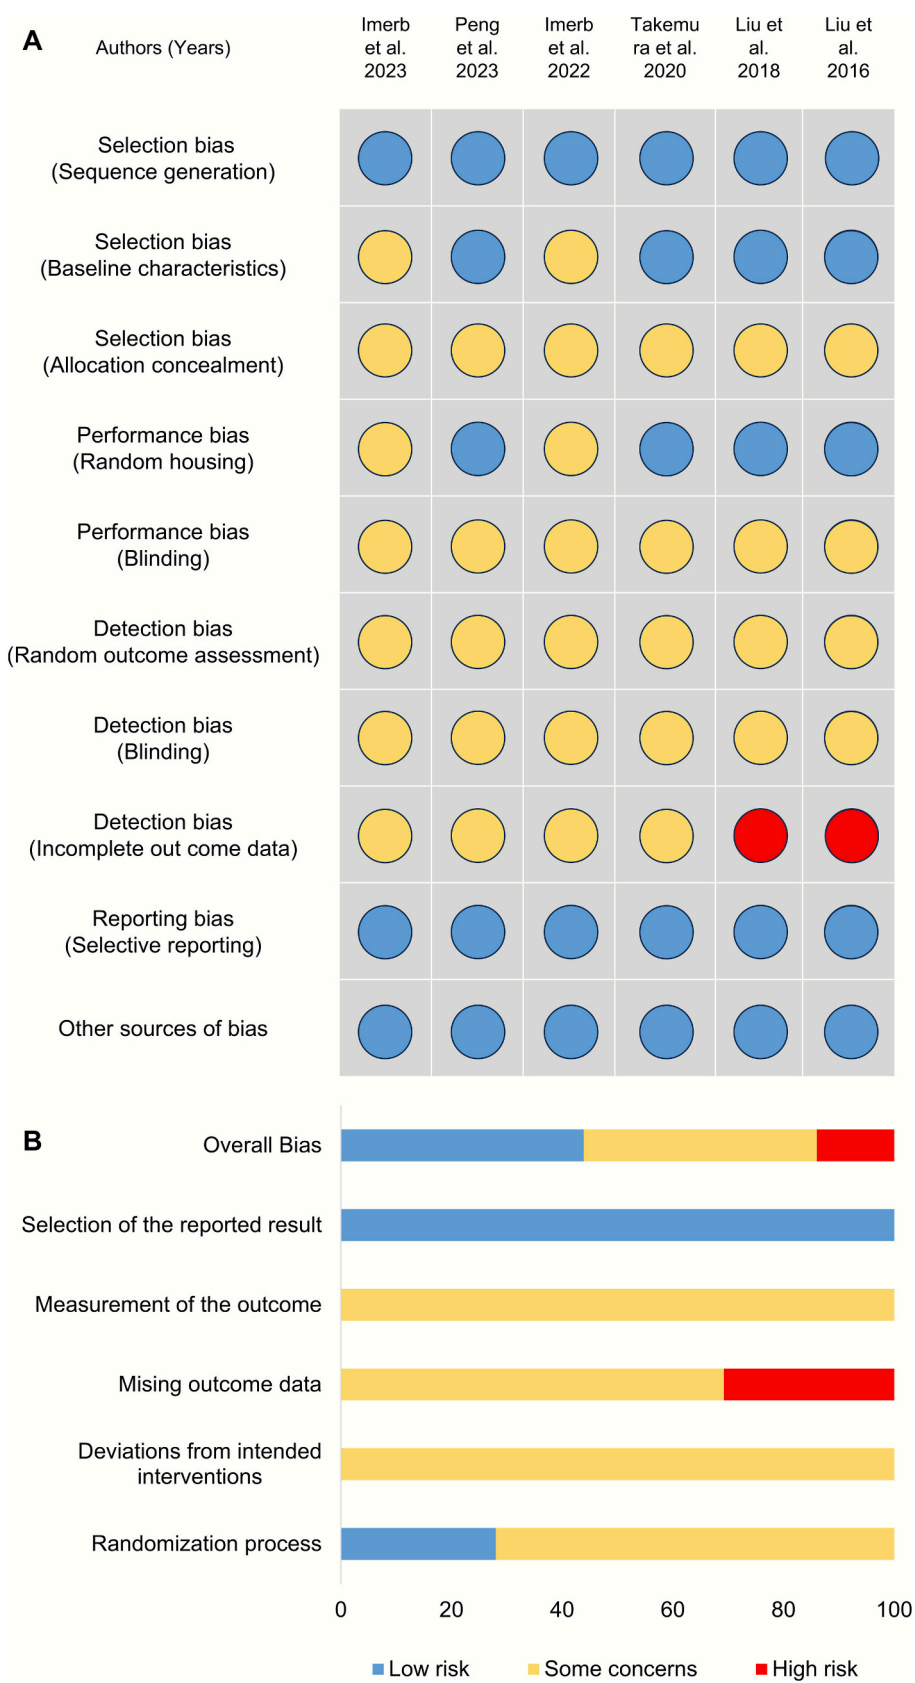 A
Authors (Years)
Imerb
et al.
2023
Peng
et al.
2023
Imerb
et al.
2022
Takemu
ra et al.
2020
Liu et
al.
2018
Liu et
al.
2016
Selection bias
(Sequence generation)
Selection bias
(Baseline characteristics)
Selection bias
(Allocation concealment)
Performance bias
(Random housing)
Performance bias
(Blinding)
Detection bias
(Random outcome assessment)
Detection bias
(Blinding)
Detection bias
(Incomplete out come data)
Reporting bias
(Selective reporting)
Other sources of bias
B
Overall Bias
Selection of the reported result
Measurement of the outcome
Mising outcome data
Deviations from intended
interventions
Randomization process
0 20 40 60 80 100
Low risk Some concerns High risk